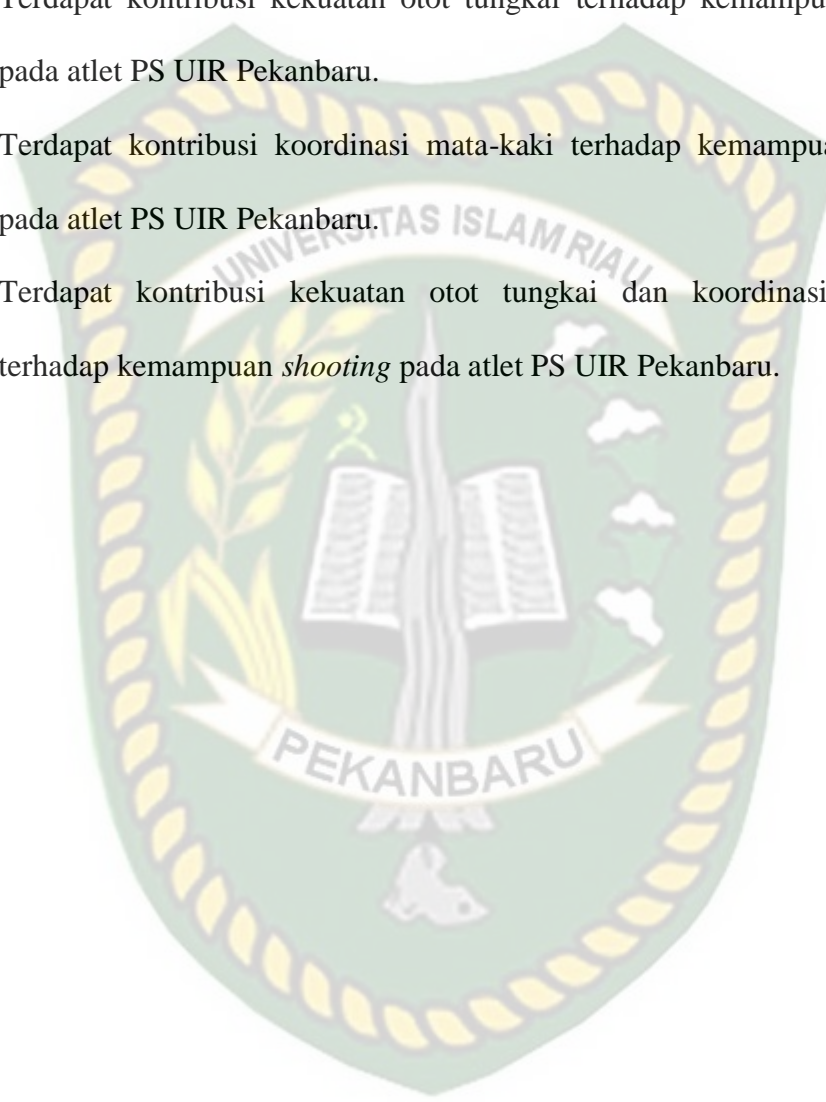 Terdapat kontribusi kekuatan otot tungkai terhadap
pada atlet PS UIR Pekanbaru.
Terdapat kontribusi koordinasi mata-kaki terhadap
pada atlet PS UIR Pekanbaru.
Terdapat kontribusi kekuatan otot tungkai dan koordinasi
terhadap kemampuan shooting pada atlet PS UIR Pekanbaru.
UNIVERSITAS ISLAM RIAU
PEKANBARU